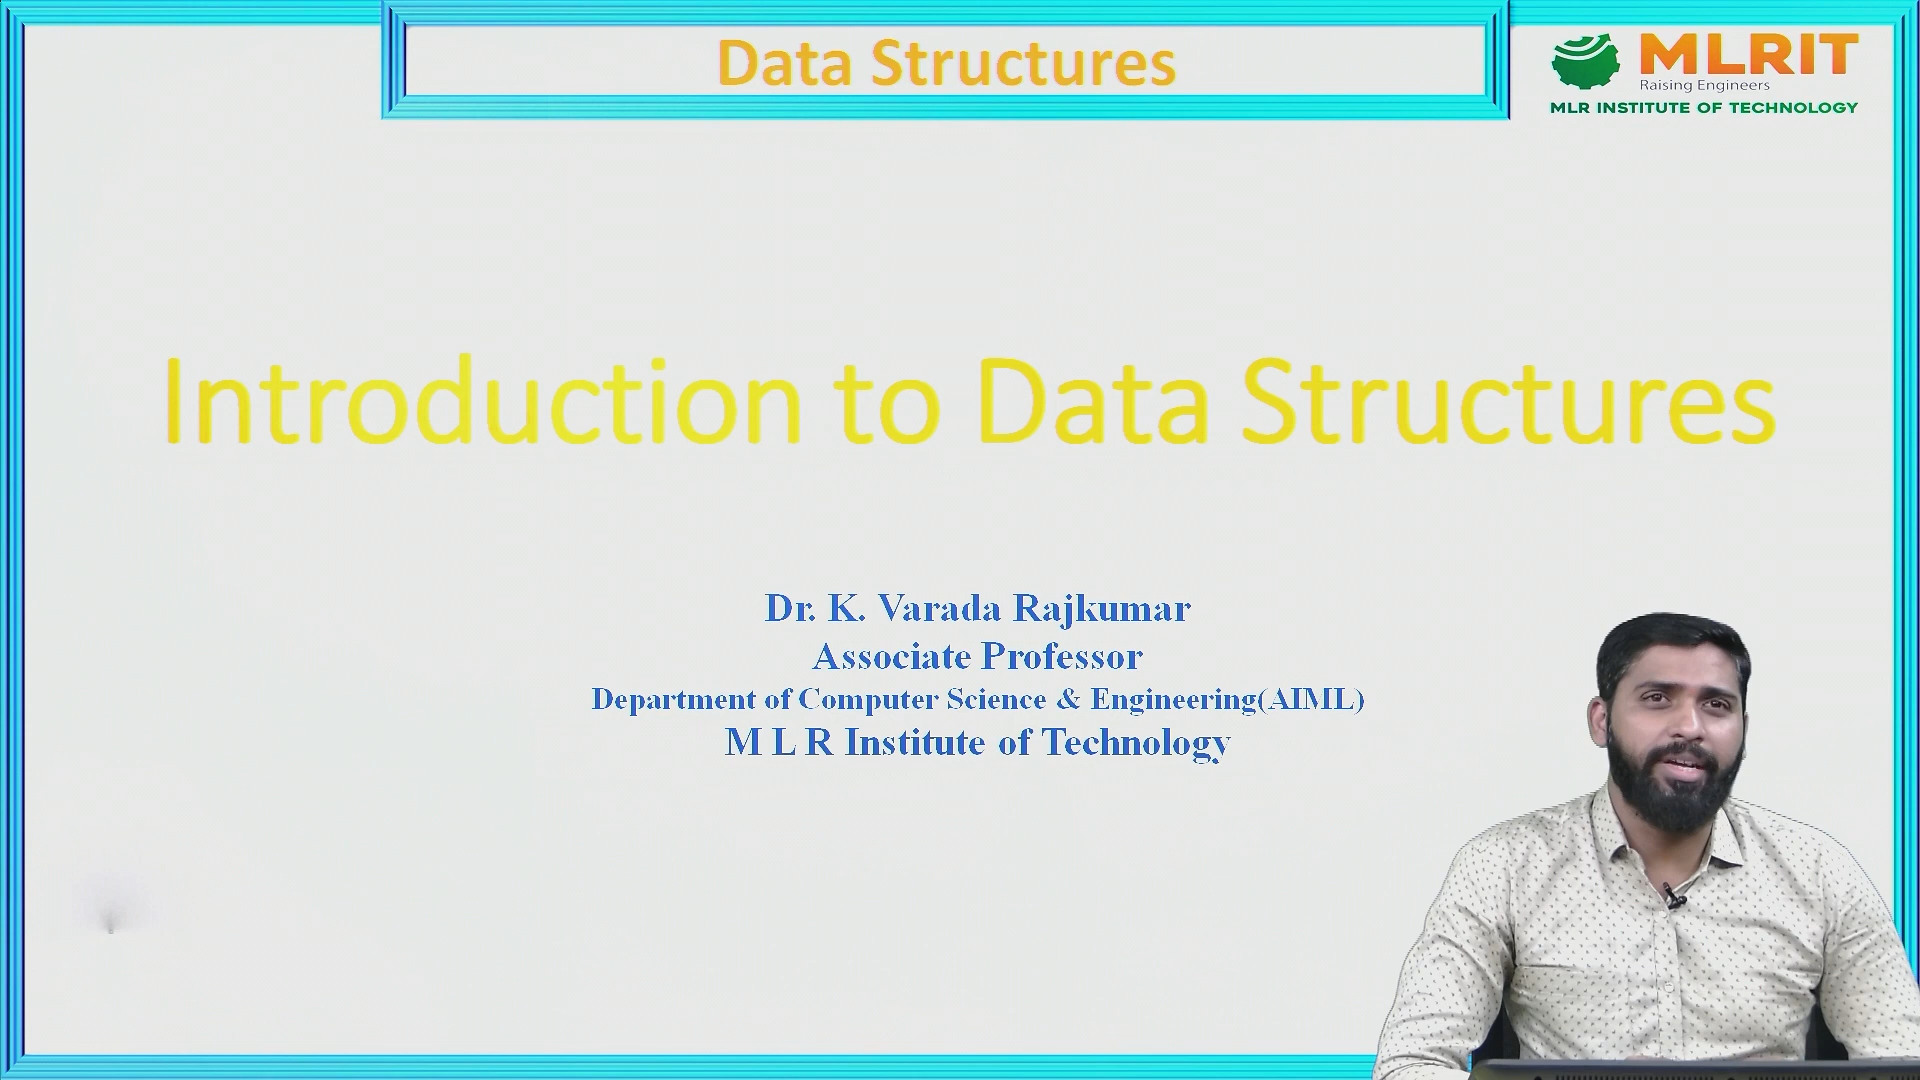 Data Structures
MLRIT
Raising Engineers
MLR INSTITUTE OF TECHNOLOGY
Introduction to Data Structures
Dr. K. Varada Rajkumar
Associate Professor
Department of Computer Science & Engineering(AIML)
M L R Institute of Technology